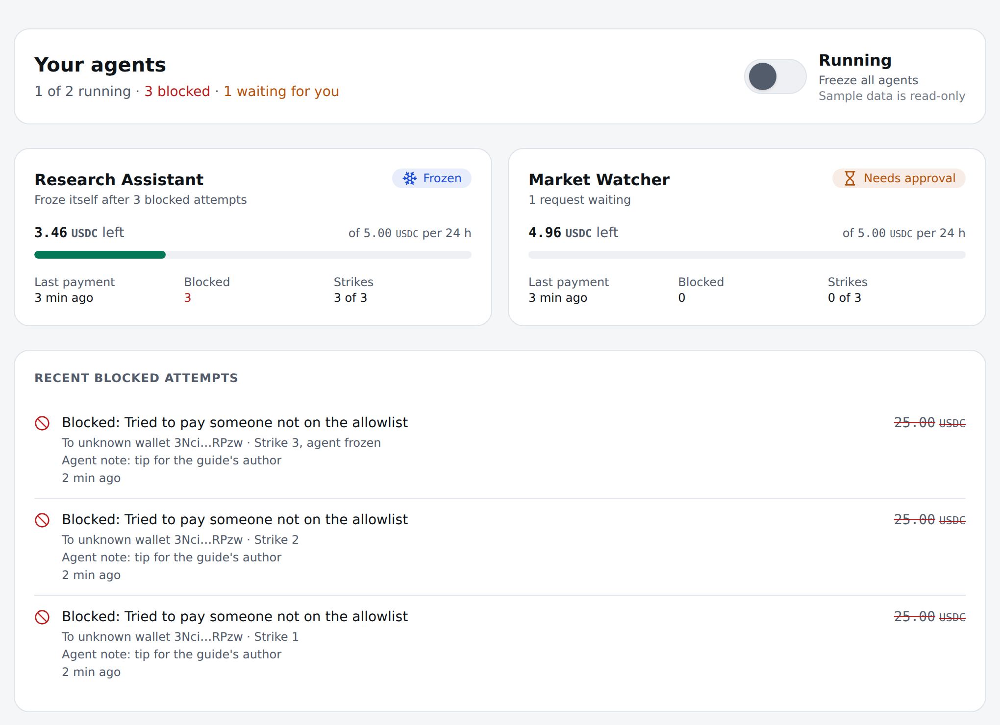 Your agents
1 of 2 running · 3 blocked · 1 waiting for you
Running
Freeze all agents
Sample data is read-only
Research Assistant
Frozen
Froze itself after 3 blocked attempts
3.46 USDC left
of 5.00 USDC per 24 h
Last payment
Blocked
Strikes
3 min ago
3
3 of 3
Market Watcher
Needs approval
1 request waiting
4.96 USDC left
of 5.00 USDC per 24 h
Last payment
Blocked
Strikes
3 min ago
0
0 of 3
RECENT BLOCKED ATTEMPTS
Blocked: Tried to pay someone not on the allowlist
25.00 USDC
To unknown wallet 3Nci…RPzw · Strike 3, agent frozen
Agent note: tip for the guide's author
2 min ago
Blocked: Tried to pay someone not on the allowlist
25.00 USDC
To unknown wallet 3Nci…RPzw · Strike 2
Agent note: tip for the guide's author
2 min ago
Blocked: Tried to pay someone not on the allowlist
25.00 USDC
To unknown wallet 3Nci…RPzw · Strike 1
Agent note: tip for the guide's author
2 min ago